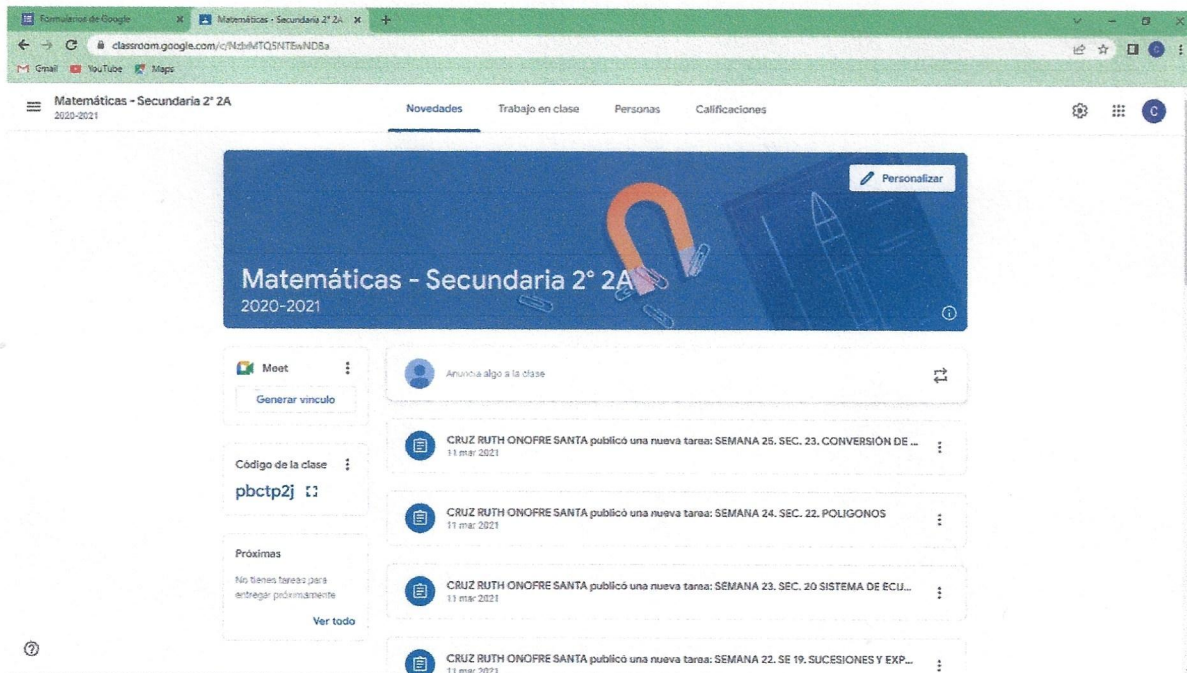 Formularios de Google
Matemáticas - Secundaria 2° 2A
classroom.google.com/c/
Gmail YouTube Maps
Matemáticas - Secundaria 2° 2A
2020-2021
Novedades Trabajo en clase Personas Calificaciones
C
Personalizar
Matemáticas - Secundaria 2° 2A
2020-2021
Meet
Generar vínculo
Código de la clase
pbctp2j
Próximas
No tienes tareas para
entregar próximamente
Ver todo
Anuncia algo a la clase
CRUZ RUTH ONOFRE SANTA publicó una nueva tarea: SEMANA 25. SEC. 23. CONVERSIÓN DE ...
11 mar 2021
CRUZ RUTH ONOFRE SANTA publicó una nueva tarea: SEMANA 24. SEC. 22. POLIGONOS
11 mar 2021
CRUZ RUTH ONOFRE SANTA publicó una nueva tarea: SEMANA 23. SEC. 20 SISTEMA DE ECU...
11 mar 2021
CRUZ RUTH ONOFRE SANTA publicó una nueva tarea: SEMANA 22. SE 19. SUCESIONES Y EXP...
11 mar 2021